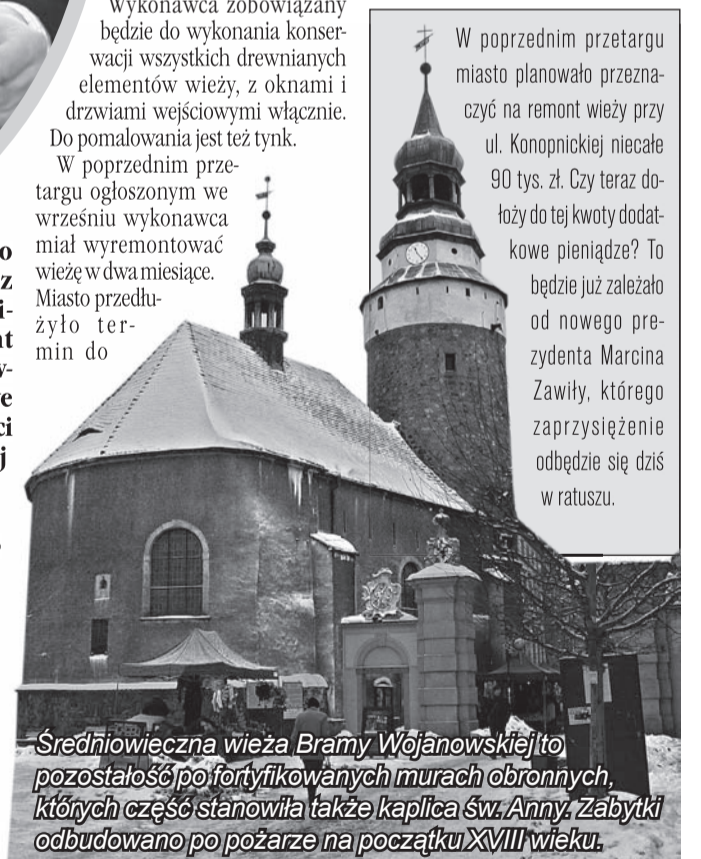 Wykonawca zobowiązany
będzie do wykonania konser-
wacji wszystkich drewnianych
elementów wieży, z oknami i
drzwiami wejściowymi włącznie.
Do pomalowania jest też tynk.
W poprzednim prze-
targu ogłoszonym we
wrześniu wykonawca
miał wyremontować
wieżę w dwa miesiące.
Miasto przedłu-
żyło ter-
min do
W poprzednim przetargu
miasto planowało przezna-
czyć na remont wieży przy
ul. Konopnickiej niecałe
90 tys. zł. Czy teraz do-
łoży do tej kwoty dodat-
kowe pieniądze? To
będzie już zależało
od nowego pre-
zydenta Marcina
Zawiły, którego
zaprzysiężenie
odbędzie się dziś
w ratuszu.
Średniowieczna wieża Bramy Wojanowskiej to
pozostałość po fortyfikowanych murach obronnych,
których część stanowiła także kaplica św. Anny. Zabytki
odbudowano po pożarze na początku XVIII wieku.